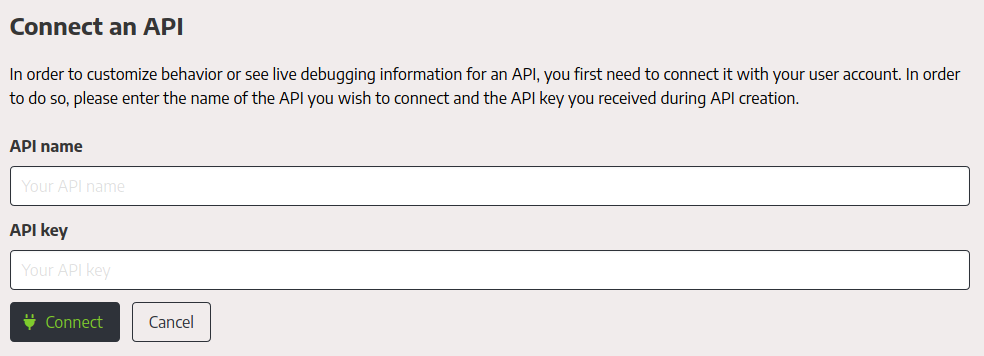 Connect an API
In order to customize behavior or see live debugging information for an API, you first need to connect it with your user account. In order
to do so, please enter the name of the API you wish to connect and the API key you received during API creation.
API name
Your API name
API key
Your API key
Connect
Cancel